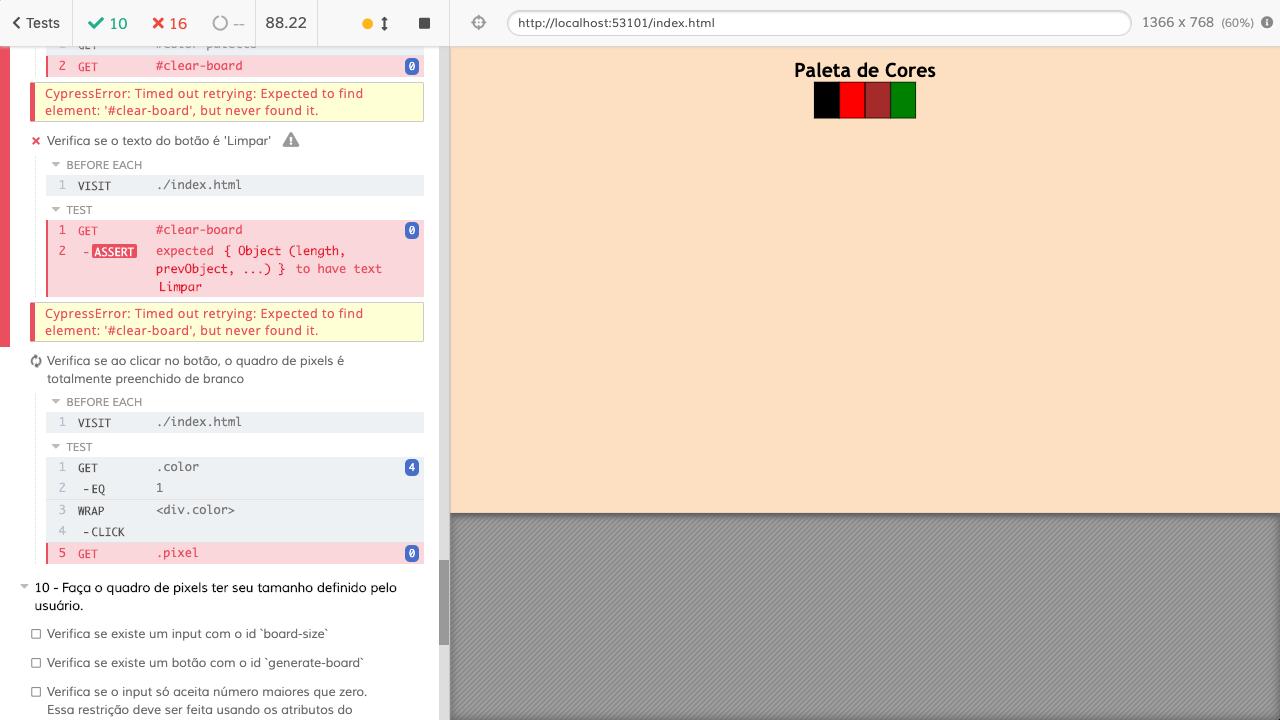 Tests 10 16 -- 88.22
http://localhost:53101/index.html 1366 x 768 (60%)
2 GET #clear-board 0
CypressError: Timed out retrying: Expected to find
element: '#clear-board', but never found it.
Verifica se o texto do botão é 'Limpar'
BEFORE EACH
1 VISIT ./index.html
TEST
1 GET #clear-board 0
2 -ASSERT expected { Object (length,
prevObject, ...) } to have text
Limpar
CypressError: Timed out retrying: Expected to find
element: '#clear-board', but never found it.
Verifica se ao clicar no botão, o quadro de pixels é
totalmente preenchido de branco
BEFORE EACH
1 VISIT ./index.html
TEST
1 GET .color 4
2 -EQ 1
3 WRAP <div.color>
4 -CLICK
5 GET .pixel 0
10 - Faça o quadro de pixels ter seu tamanho definido pelo
usuário.
Verifica se existe um input com o id `board-size`
Verifica se existe um botão com o id `generate-board`
Verifica se o input só aceita número maiores que zero.
Essa restrição deve ser feita usando os atributos do
Paleta de Cores